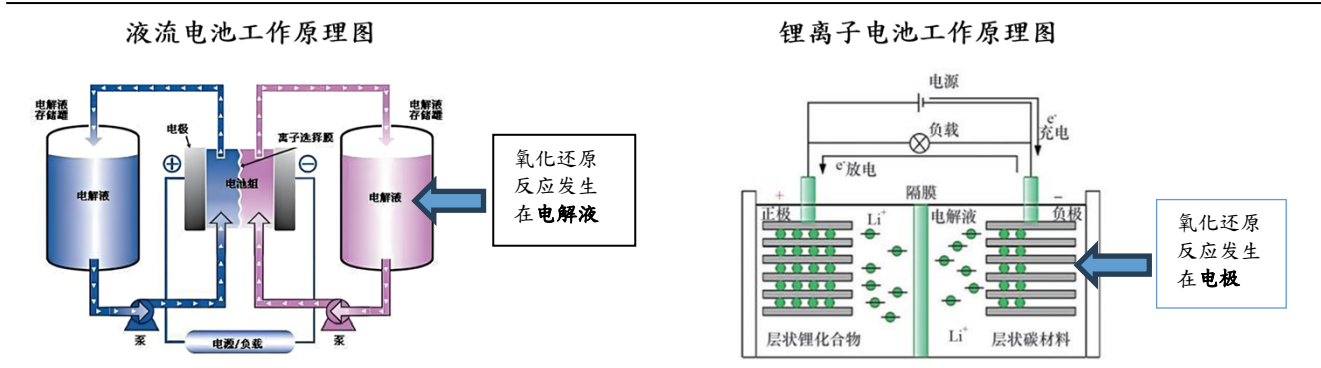 液流电池工作原理图
电解液
存储罐
电极
离子选择膜
电解液
存储罐
⊕
⊖
电池组
电解液
电解液
泵
电源/负载
泵
氧化还原
反应发生
在电解液
锂离子电池工作原理图
电源
e-
充电
负载
e-放电
+
隔膜
−
正极
Li+
电解液
负极
层状锂化合物
Li+
层状碳材料
氧化还原
反应发生
在电极